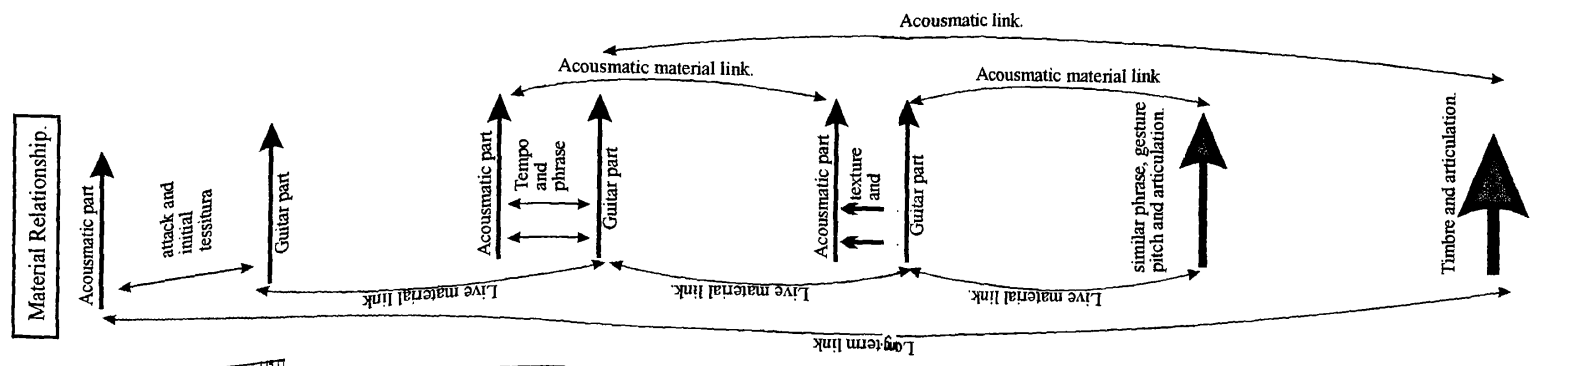 Acousmatic link.
Acousmatic material link.
Acousmatic material link
Material Relationship.
Acousmatic part
attack and
initial
tessitura
Guitar part
Acousmatic part
Tempo
and
phrase
Guitar part
Acousmatic part
texture
and
Guitar part
similar phrase, gesture
pitch and articulation.
Timbre and articulation.
Live material link
Live material link.
Live material link.
Long-term link